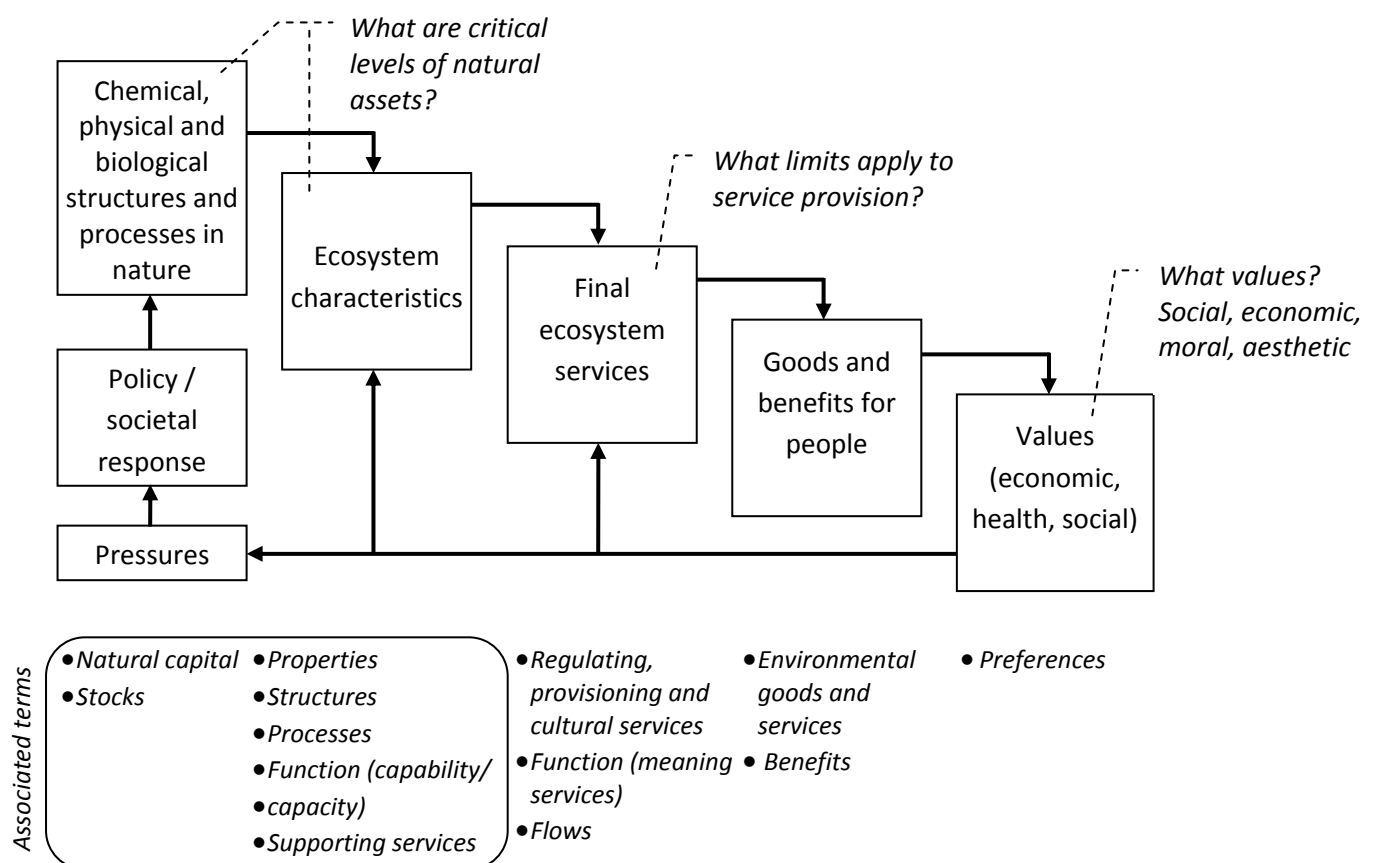 What are critical
levels of natural
assets?
Chemical,
physical and
biological
structures and
processes in
nature
What limits apply to
service provision?
Ecosystem
characteristics
Final
ecosystem
services
What values?
Social, economic,
moral, aesthetic
Goods and
benefits for
people
Policy /
societal
response
Values
(economic,
health, social)
Pressures
Associated terms
•Natural capital
•Stocks
•Properties
•Structures
•Processes
•Function (capability/
•capacity)
•Supporting services
•Regulating,
provisioning and
cultural services
•Function (meaning
services)
•Flows
•Environmental
goods and
services
• Benefits
• Preferences